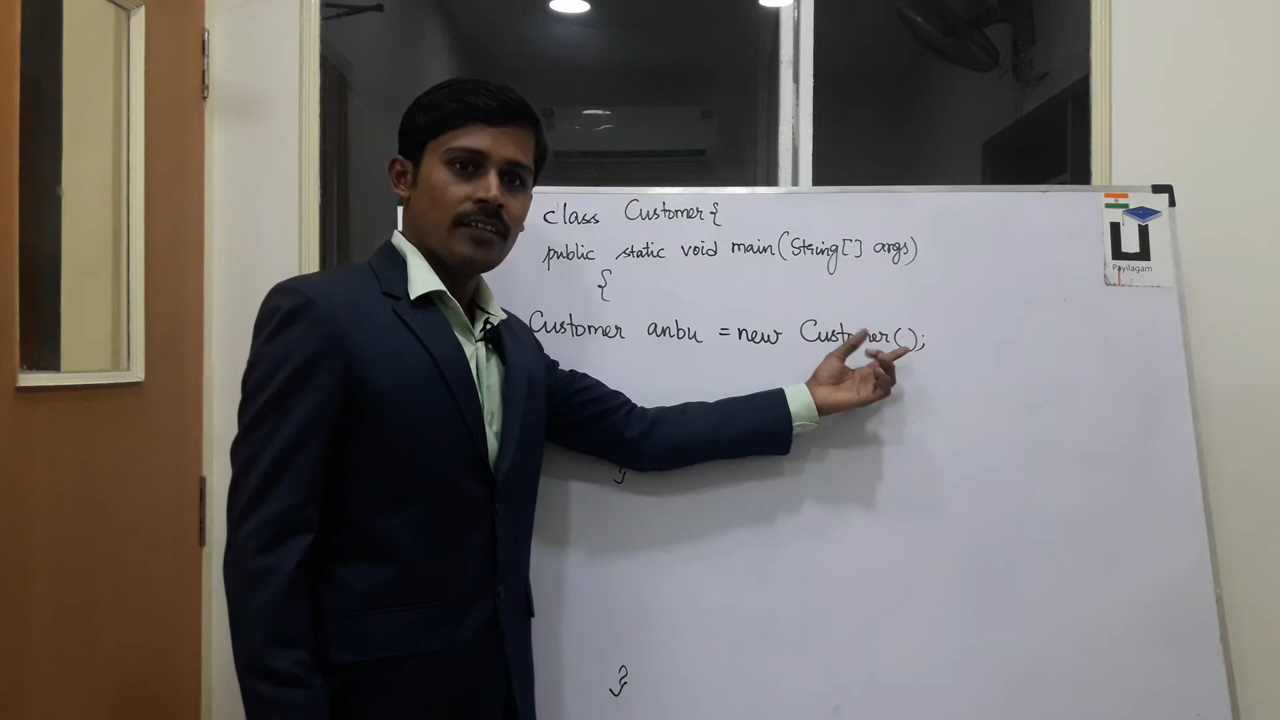 class Customer {
public static void main(String[] args)
{
Customer anbu = new Customer();
}
}
Payilagam